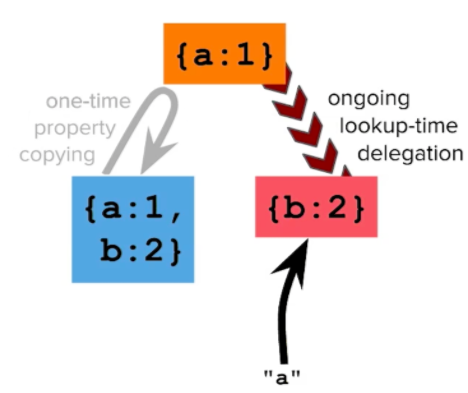 {a:1}
one-time
property
copying
ongoing
lookup-time
delegation
{a:1,
b:2}
{b:2}
"a"